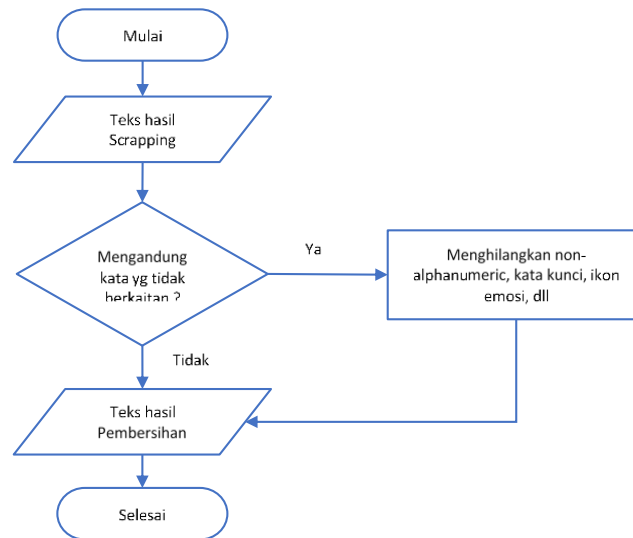 Mulai
Teks hasil
Scrapping
Mengandung
kata yg tidak
berkaitan ?
Ya
Menghilangkan non-
alphanumeric, kata kunci, ikon
emosi, dll
Tidak
Teks hasil
Pembersihan
Selesai